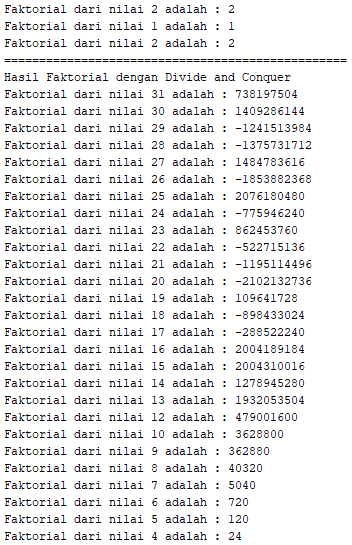 Faktorial dari nilai 2 adalah : 2
Faktorial dari nilai 1 adalah : 1
Faktorial dari nilai 2 adalah : 2
=================================================
Hasil Faktorial dengan Divide and Conquer
Faktorial dari nilai 31 adalah : 738197504
Faktorial dari nilai 30 adalah : 1409286144
Faktorial dari nilai 29 adalah : -1241513984
Faktorial dari nilai 28 adalah : -1375731712
Faktorial dari nilai 27 adalah : 1484783616
Faktorial dari nilai 26 adalah : -1853882368
Faktorial dari nilai 25 adalah : 2076180480
Faktorial dari nilai 24 adalah : -775946240
Faktorial dari nilai 23 adalah : 862453760
Faktorial dari nilai 22 adalah : -522715136
Faktorial dari nilai 21 adalah : -1195114496
Faktorial dari nilai 20 adalah : -2102132736
Faktorial dari nilai 19 adalah : 109641728
Faktorial dari nilai 18 adalah : -898433024
Faktorial dari nilai 17 adalah : -288522240
Faktorial dari nilai 16 adalah : 2004189184
Faktorial dari nilai 15 adalah : 2004310016
Faktorial dari nilai 14 adalah : 1278945280
Faktorial dari nilai 13 adalah : 1932053504
Faktorial dari nilai 12 adalah : 479001600
Faktorial dari nilai 10 adalah : 3628800
Faktorial dari nilai 9 adalah : 362880
Faktorial dari nilai 8 adalah : 40320
Faktorial dari nilai 7 adalah : 5040
Faktorial dari nilai 6 adalah : 720
Faktorial dari nilai 5 adalah : 120
Faktorial dari nilai 4 adalah : 24